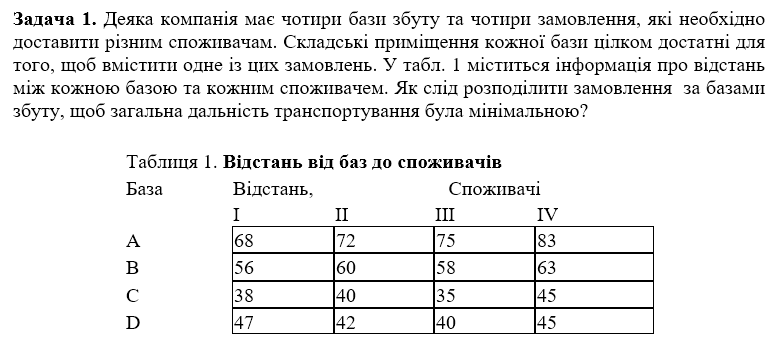 Задача 1. Деяка компанія має чотири бази збуту та чотири замовлення, які необхідно
доставити різним споживачам. Складські приміщення кожної бази цілком достатні для
того, щоб вмістити одне із цих замовлень. У табл. 1 міститься інформація про відстань
між кожною базою та кожним споживачем. Як слід розподілити замовлення за базами
збуту, щоб загальна дальність транспортування була мінімальною?
Таблиця 1. Відстань від баз до споживачів
База Відстань, Споживачі
I II III IV
A 68 72 75 83
B 56 60 58 63
C 38 40 35 45
D 47 42 40 45